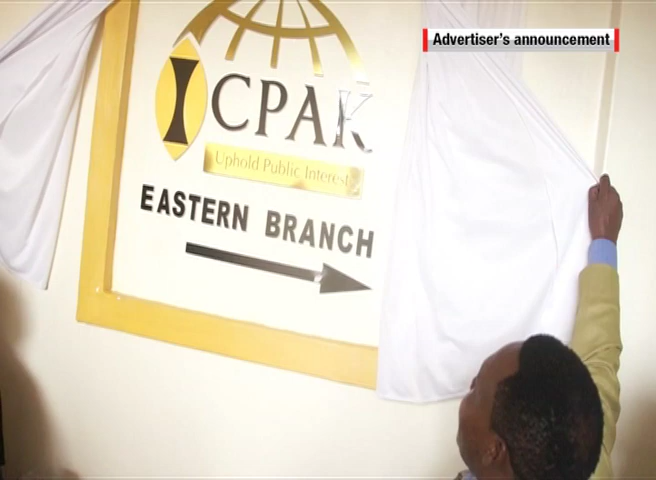 Advertiser's announcement
ICPAK
Uphold Public Interest
EASTERN BRANCH